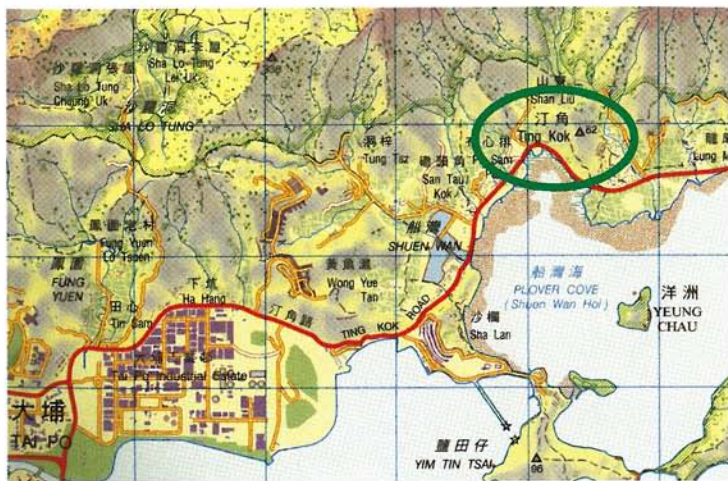 沙羅洞李屋
Sha Lo Tung
Lei Uk
沙羅洞張屋
Sha Lo Tung
Cheung Uk
沙羅洞
SHA LO TUNG
Shan Liu
汀角
Ting Kok
62
洞梓
Tung Tsz
San Tau
Kok
船灣
SHUEN WAN
鳳園老村
Fung Yuen
Lo Tsuen
鳳園
FUNG
YUEN
黃魚灘
Wong Yue
Tan
下坑
Ha Hang
汀角路
TING KOK ROAD
田心
Tin Sam
沙欄
Sha Lan
船灣海
PLOVER COVE
(Shuen Wan Hoi)
洋洲
YEUNG
CHAU
Tai Po Industrial Estate
大埔
TAI PO
鹽田仔
YIM TIN TSAI
96